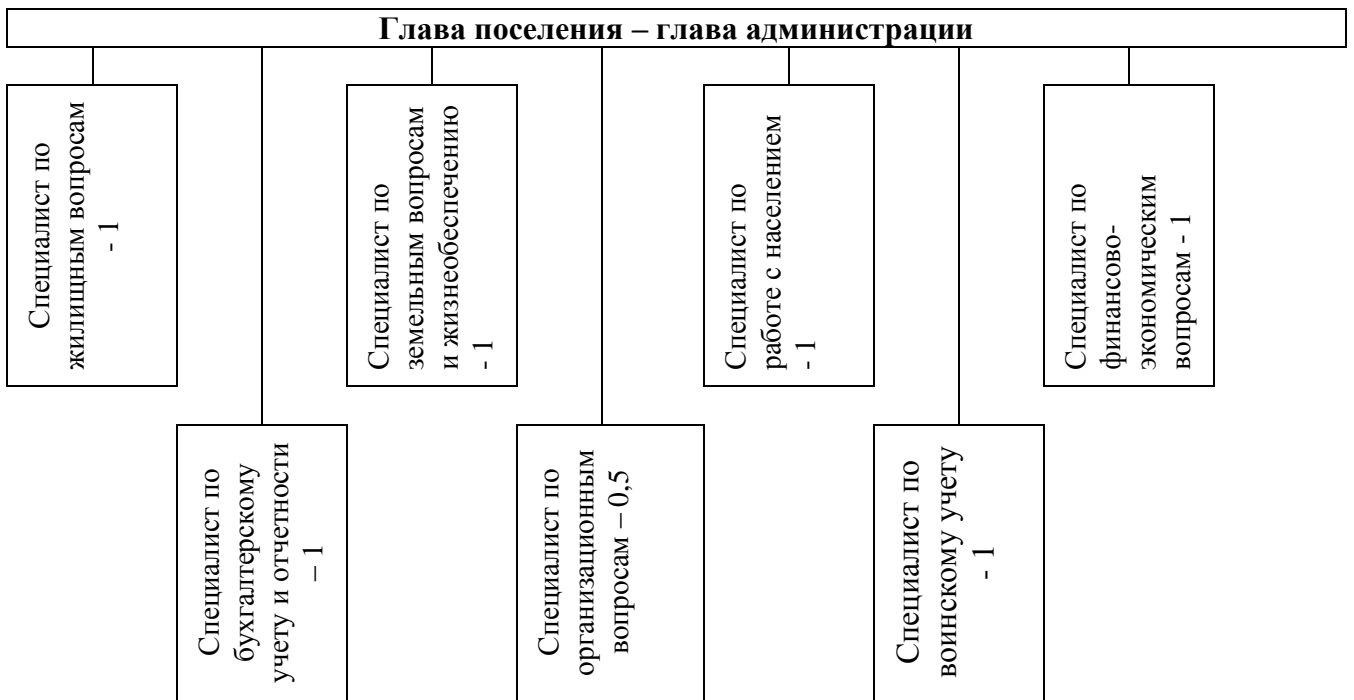 Глава поселения – глава администрации
Специалист по
жилищным вопросам
- 1
Специалист по
земельным вопросам
и жизнеобеспечению
- 1
Специалист по
работе с населением
- 1
Специалист по
финансово-
экономическим
вопросам - 1
Специалист по
бухгалтерскому
учету и отчетности
– 1
Специалист по
организационным
вопросам – 0,5
Специалист по
воинскому учету
- 1